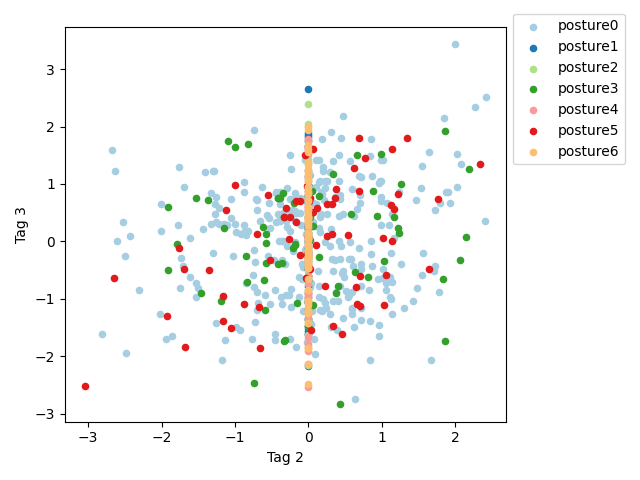 posture0
posture1
posture2
posture3
posture4
posture5
posture6
3
2
1
0
−1
−2
−3
Tag 3
−3 −2 −1 0 1 2
Tag 2